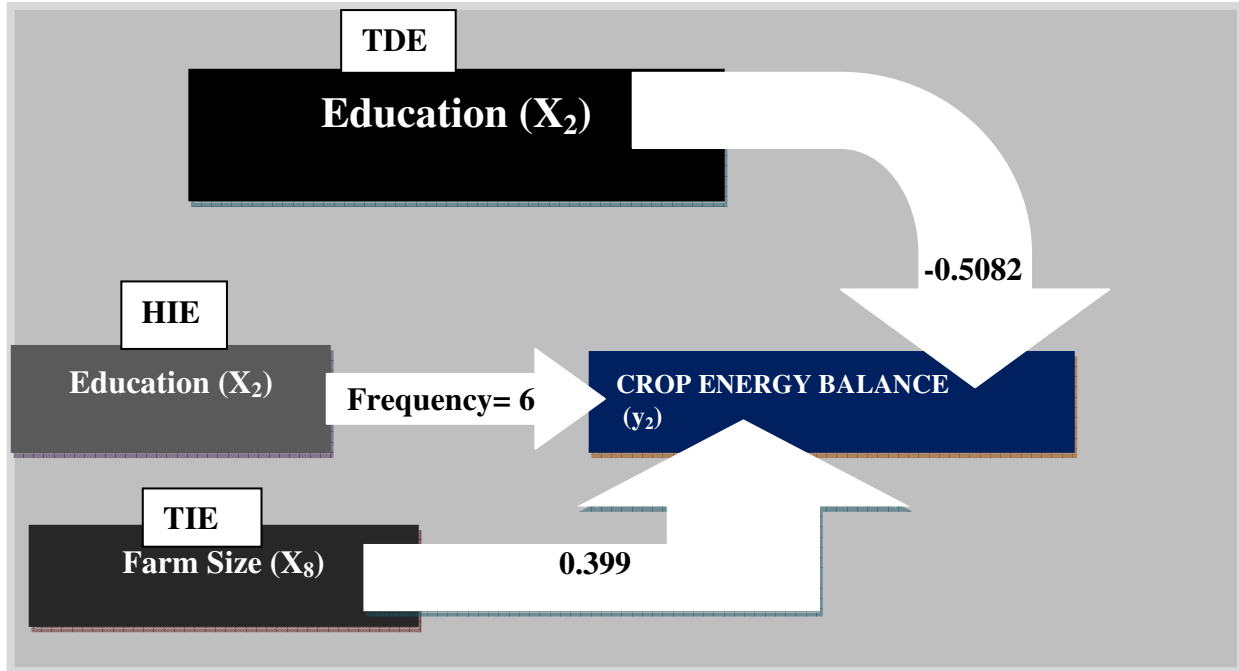 TDE
Education (X₂)
-0.5082
HIE
Education (X₂)
Frequency= 6
CROP ENERGY BALANCE
(y₂)
TIE
Farm Size (X₈)
0.399